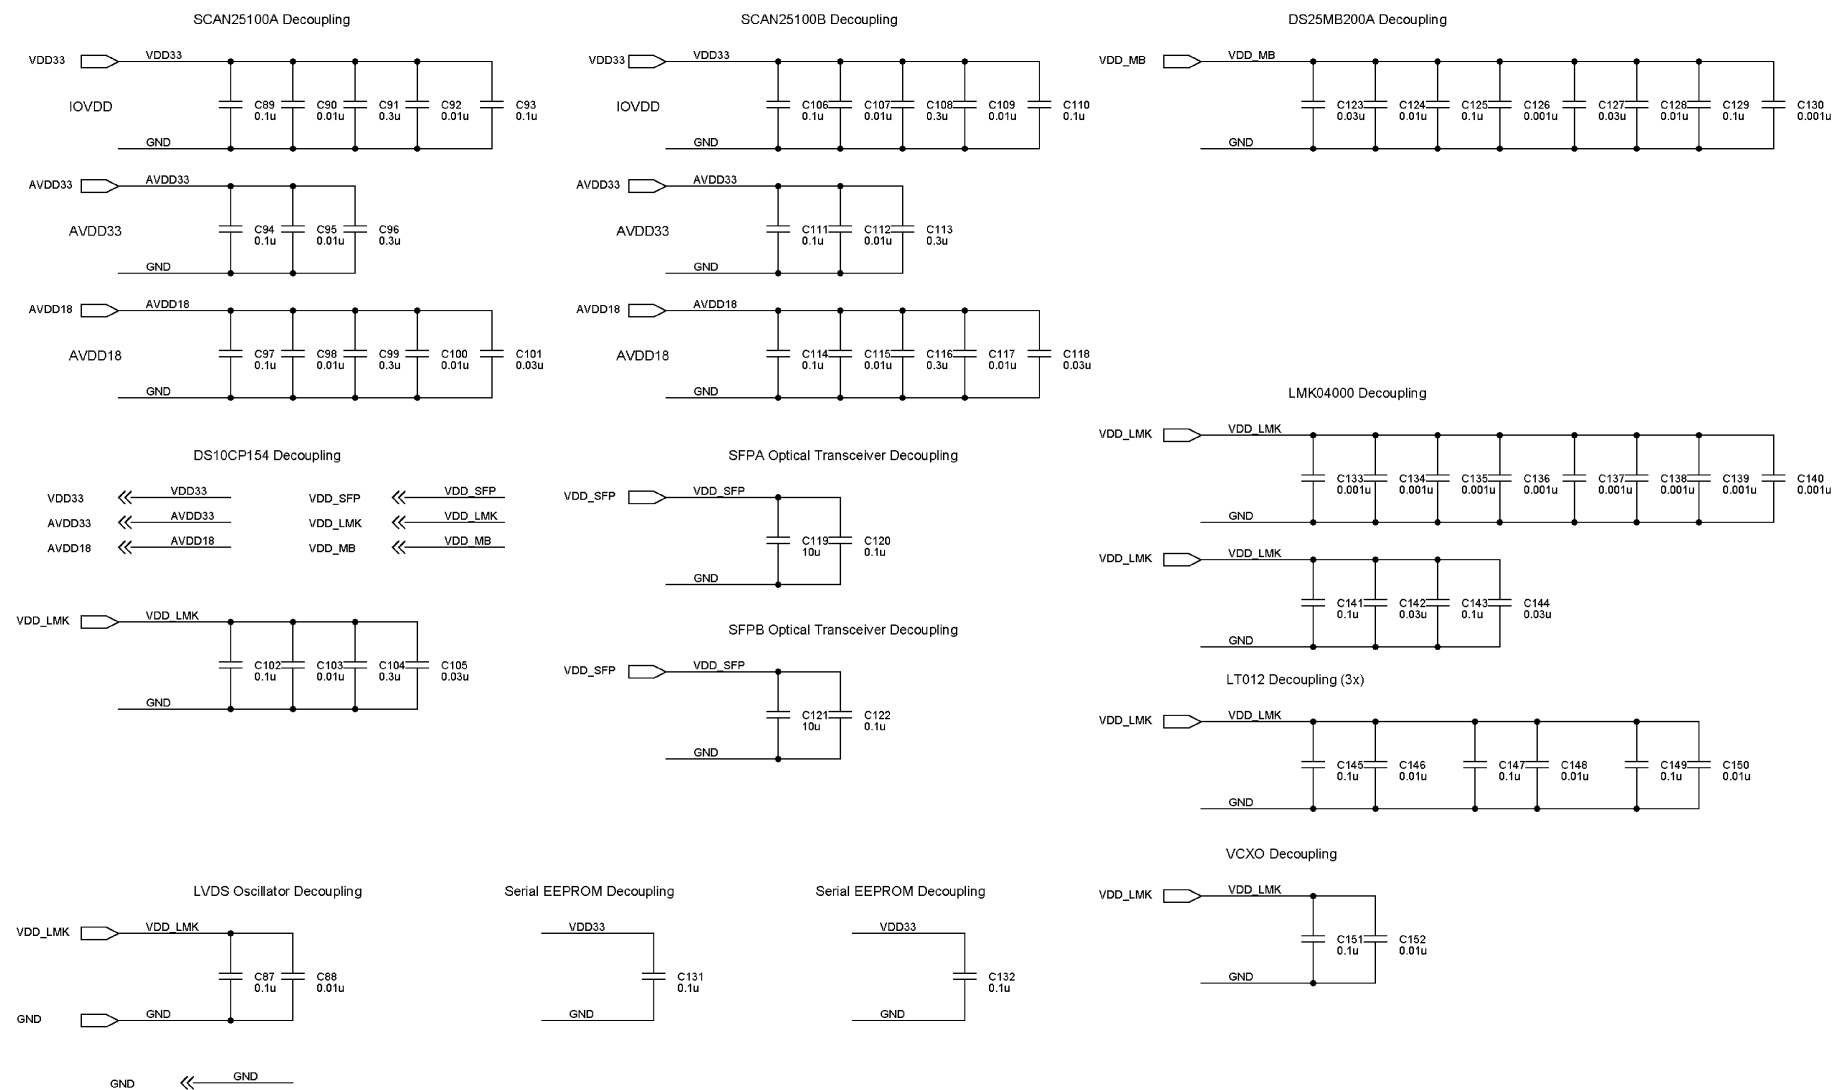 SCAN25100A Decoupling
VDD33 VDD33
IOVDD
C89 C90 C91 C92 C93
0.1u 0.01u 0.3u 0.01u 0.1u
GND
AVDD33 AVDD33
AVDD33
C94 C95 C96
0.1u 0.01u 0.3u
GND
AVDD18 AVDD18
AVDD18
C97 C98 C99 C100 C101
0.1u 0.01u 0.3u 0.01u 0.03u
GND
SCAN25100B Decoupling
VDD33 VDD33
IOVDD
C106 C107 C108 C109 C110
0.1u 0.01u 0.3u 0.01u 0.1u
GND
AVDD33 AVDD33
AVDD33
C111 C112 C113
0.1u 0.01u 0.3u
GND
AVDD18 AVDD18
AVDD18
C114 C115 C116 C117 C118
0.1u 0.01u 0.3u 0.01u 0.03u
GND
DS25MB200A Decoupling
VDD_MB VDD_MB
C123 C124 C125 C126 C127 C128 C129 C130
0.03u 0.01u 0.1u 0.001u 0.03u 0.01u 0.1u 0.001u
GND
DS10CP154 Decoupling
VDD33 VDD33 VDD_SFP VDD_SFP
AVDD33 AVDD33 VDD_LMK VDD_LMK
AVDD18 AVDD18 VDD_MB VDD_MB
VDD_LMK VDD_LMK
C102 C103 C104 C105
0.1u 0.01u 0.3u 0.03u
GND
SFPA Optical Transceiver Decoupling
VDD_SFP VDD_SFP
C119 C120
10u 0.1u
GND
SFPB Optical Transceiver Decoupling
VDD_SFP VDD_SFP
C121 C122
10u 0.1u
GND
LMK04000 Decoupling
VDD_LMK VDD_LMK
C133 C134 C135 C136 C137 C138 C139 C140
0.001u 0.001u 0.001u 0.001u 0.001u 0.001u 0.001u 0.001u
GND
VDD_LMK VDD_LMK
C141 C142 C143 C144
0.1u 0.03u 0.1u 0.03u
GND
LT012 Decoupling (3x)
VDD_LMK VDD_LMK
C145 C146 C147 C148 C149 C150
0.1u 0.01u 0.1u 0.01u 0.1u 0.01u
GND
VCXO Decoupling
VDD_LMK VDD_LMK
C151 C152
0.1u 0.01u
GND
LVDS Oscillator Decoupling
VDD_LMK VDD_LMK
C87 C88
0.1u 0.01u
GND GND
GND GND
Serial EEPROM Decoupling
VDD33
C131
0.1u
GND
Serial EEPROM Decoupling
VDD33
C132
0.1u
GND